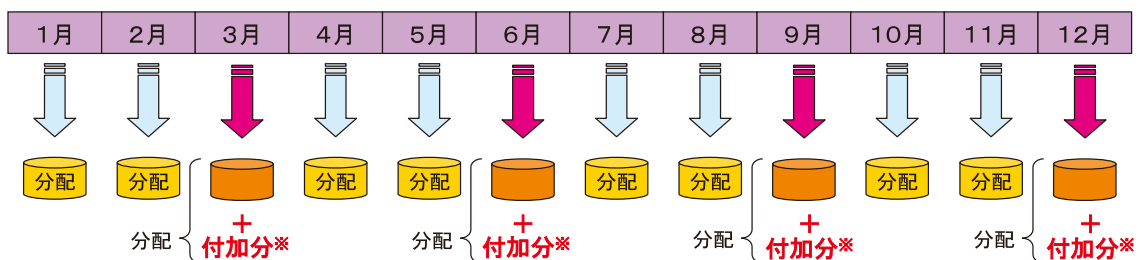 1月 2月 3月 4月 5月 6月 7月 8月 9月 10月 11月 12月
分配 分配 分配 分配 分配 分配 分配 分配
分配 + 分配 + 分配 + 分配 +
付加分※ 付加分※ 付加分※ 付加分※